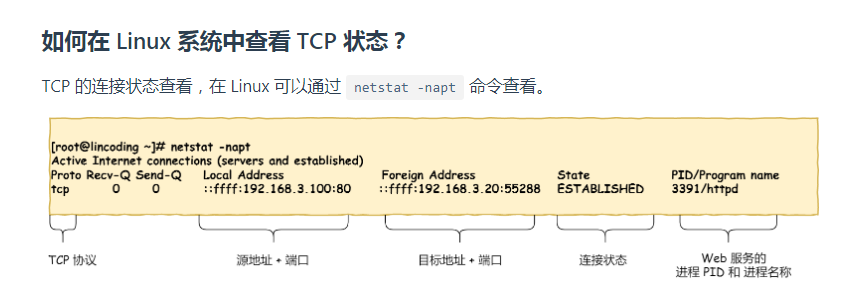 如何在 Linux 系统中查看 TCP 状态？
TCP 的连接状态查看，在 Linux 可以通过 netstat -napt 命令查看。
[root@lincoding ~]# netstat -napt
Active Internet connections (servers and established)
Proto Recv-Q Send-Q Local Address Foreign Address State PID/Program name
tcp 0 0 ::ffff:192.168.3.100:80 ::ffff:192.168.3.20:55288 ESTABLISHED 3391/httpd
TCP 协议 源地址 + 端口 目标地址 + 端口 连接状态 Web 服务的
进程 PID 和 进程名称